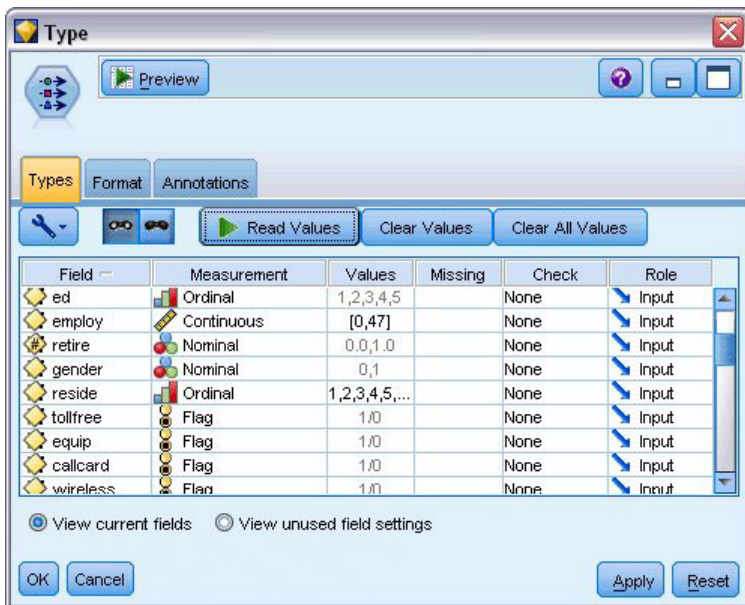 Type
Preview
Types Format Annotations
Read Values Clear Values Clear All Values
Field Measurement Values Missing Check Role
ed Ordinal 1,2,3,4,5 None Input
employ Continuous [0,47] None Input
retire Nominal 0.0,1.0 None Input
gender Nominal 0,1 None Input
reside Ordinal 1,2,3,4,5,... None Input
tollfree Flag 1/0 None Input
equip Flag 1/0 None Input
callcard Flag 1/0 None Input
wireless Flag 1/0 None Input
View current fields View unused field settings
OK Cancel Apply Reset